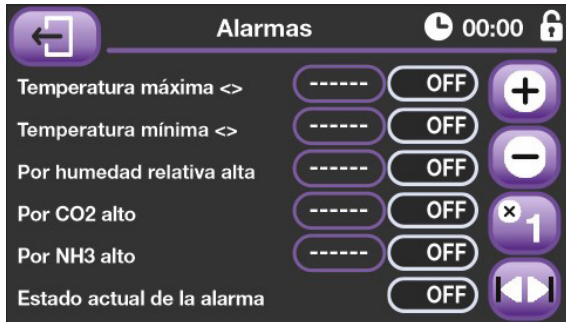 Alarmas 00:00
Temperatura máxima <> ------ OFF
Temperatura mínima <> ------ OFF
Por humedad relativa alta ------ OFF
Por CO2 alto ------ OFF
×1
Por NH3 alto ------ OFF
Estado actual de la alarma OFF